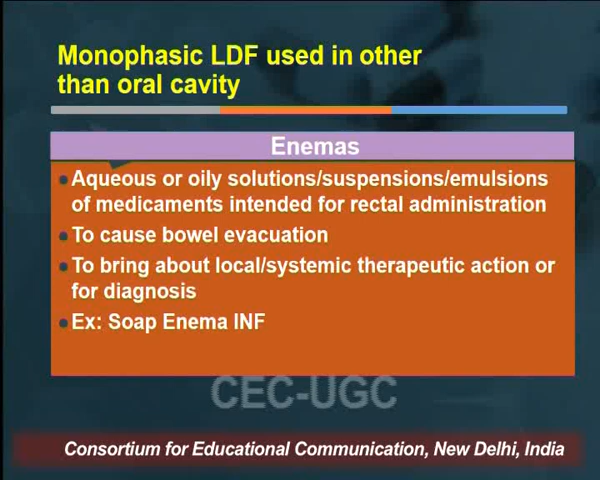 Monophasic LDF used in other
than oral cavity
Enemas
Aqueous or oily solutions/suspensions/emulsions
of medicaments intended for rectal administration
To cause bowel evacuation
To bring about local/systemic therapeutic action or
for diagnosis
Ex: Soap Enema INF
CEC-UGC
Consortium for Educational Communication, New Delhi, India